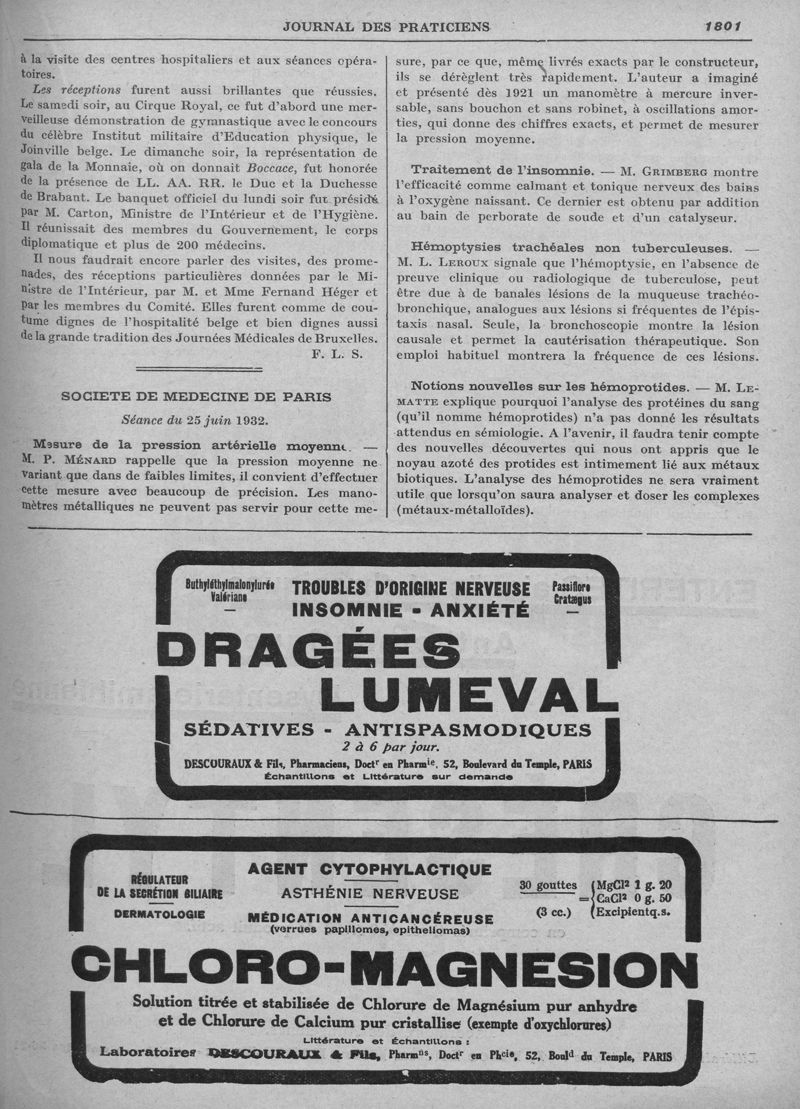 JOURNAL DES PRATICIENS 1801
à la visite des centres hospitaliers et aux séances opéra-
toires.
Les réceptions furent aussi brillantes que réussies.
Le samedi soir, au Cirque Royal, ce fut d'abord une mer-
veilleuse démonstration de gymnastique avec le concours
du célèbre Institut militaire d'Education physique, le
Joinville belge. Le dimanche soir, la représentation de
gala de la Monnaie, où on donnait Boccace, fut honorée
de la présence de LL. AA. RR. le Duc et la Duchesse
de Brabant. Le banquet officiel du lundi soir fut présidé
par M. Carton, Ministre de l'Intérieur et de l'Hygiène.
Il réunissait des membres du Gouvernement, le corps
diplomatique et plus de 200 médecins.
Il nous faudrait encore parler des visites, des prome-
nades, des réceptions particulières données par le Mi-
nistre de l'Intérieur, par M. et Mme Fernand Héger et
par les membres du Comité. Elles furent comme de cou-
tume dignes de l'hospitalité belge et bien dignes aussi
de la grande tradition des Journées Médicales de Bruxelles.
F. L. S.
SOCIETE DE MEDECINE DE PARIS
Séance du 25 juin 1932.
Mesure de la pression artérielle moyenne. —
M. P. MÉNARD rappelle que la pression moyenne ne
variant que dans de faibles limites, il convient d'effectuer
cette mesure avec beaucoup de précision. Les mano-
mètres métalliques ne peuvent pas servir pour cette me-
sure, par ce que, même livrés exacts par le constructeur,
ils se dérèglent très rapidement. L'auteur a imaginé
et présenté dès 1921 un manomètre à mercure inver-
sable, sans bouchon et sans robinet, à oscillations amor-
ties, qui donne des chiffres exacts, et permet de mesurer
la pression moyenne.
Traitement de l'insomnie. — M. GRIMBERG montre
l'efficacité comme calmant et tonique nerveux des bains
à l'oxygène naissant. Ce dernier est obtenu par addition
au bain de perborate de soude et d'un catalyseur.
Hémoptysies trachéales non tuberculeuses. —
M. L. LEROUX signale que l'hémoptysie, en l'absence de
preuve clinique ou radiologique de tuberculose, peut
être due à de banales lésions de la muqueuse trachéo-
bronchique, analogues aux lésions si fréquentes de l'épis-
taxis nasal. Seule, la bronchoscopie montre la lésion
causale et permet la cautérisation thérapeutique. Son
emploi habituel montrera la fréquence de ces lésions.
Notions nouvelles sur les hémoprotides. — M. LE-
MATTE explique pourquoi l'analyse des protéines du sang
(qu'il nomme hémoprotides) n'a pas donné les résultats
attendus en sémiologie. A l'avenir, il faudra tenir compte
des nouvelles découvertes qui nous ont appris que le
noyau azoté des protides est intimement lié aux métaux
biotiques. L'analyse des hémoprotides ne sera vraiment
utile que lorsqu'on saura analyser et doser les complexes
(métaux-métalloïdes).
Buthyléthylmalonylurée
Valériane
—
TROUBLES D'ORIGINE NERVEUSE
INSOMNIE - ANXIÉTÉ
Passiflore
Cratægus
—
DRAGÉES
LUMEVAL
SÉDATIVES - ANTISPASMODIQUES
2 à 6 par jour.
DESCOURAUX & Fils, Pharmaciens, Doctr en Pharmie, 52, Boulevard du Temple, PARIS
Échantillons et Littérature sur demande
RÉGULATEUR
DE LA SECRÉTION BILIAIRE
DERMATOLOGIE
AGENT CYTOPHYLACTIQUE
ASTHÉNIE NERVEUSE
MÉDICATION ANTICANCÉREUSE
(verrues papillomes, epitheliomas)
30 gouttes
(3 cc.)
=
MgCl² 1 g. 20
CaCl² 0 g. 50
Excipient q.s.
CHLORO-MAGNESION
Solution titrée et stabilisée de Chlorure de Magnésium pur anhydre
et de Chlorure de Calcium pur cristallisé (exempte d'oxychlorures)
Littérature et Échantillons :
Laboratoires DESCOURAUX & Fils, Pharmns, Doctr en Phcie, 52, Bould du Temple, PARIS